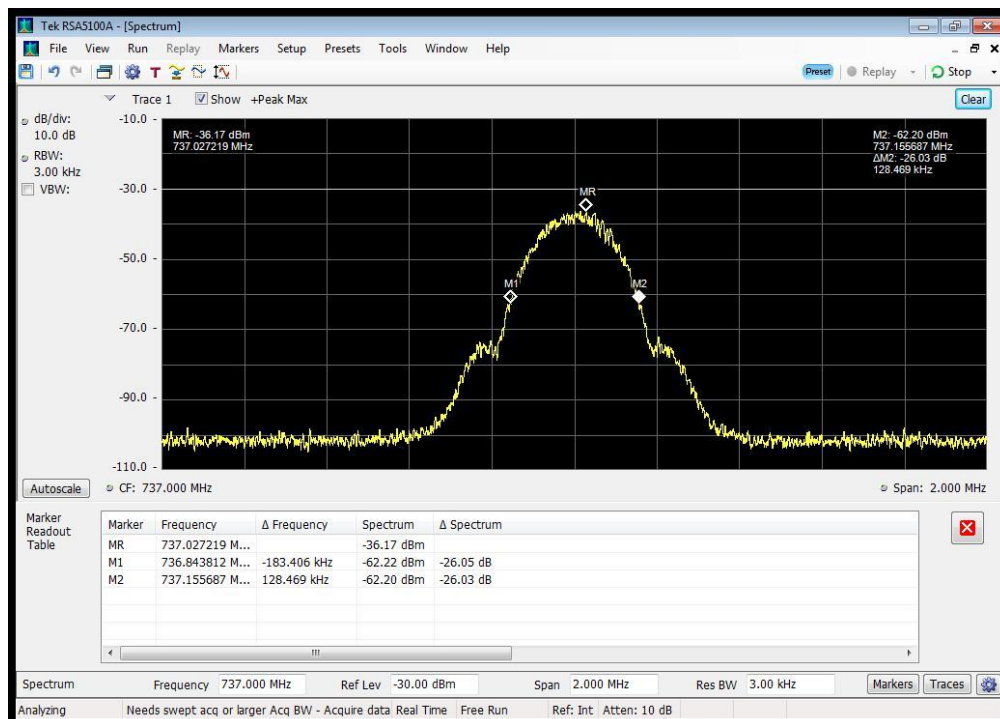 Tek RSA5100A - [Spectrum]
File View Run Replay Markers Setup Presets Tools Window Help
T Preset Replay Stop
Trace 1 Show +Peak Max Clear
dB/div:
10.0 dB
RBW:
3.00 kHz
VBW:
-10.0
-30.0
-50.0
-70.0
-90.0
-110.0
MR: -36.17 dBm
737.027219 MHz
M2: -62.20 dBm
737.155687 MHz
ΔM2: -26.03 dB
128.469 kHz
MR
M1
M2
Autoscale CF: 737.000 MHz Span: 2.000 MHz
Marker
Readout
Table
Marker Frequency Δ Frequency Spectrum Δ Spectrum
MR 737.027219 M... -36.17 dBm
M1 736.843812 M... -183.406 kHz -62.22 dBm -26.05 dB
M2 737.155687 M... 128.469 kHz -62.20 dBm -26.03 dB
Spectrum Frequency 737.000 MHz Ref Lev -30.00 dBm Span 2.000 MHz Res BW 3.00 kHz Markers Traces
Analyzing Needs swept acq or larger Acq BW - Acquire data Real Time Free Run Ref: Int Atten: 10 dB